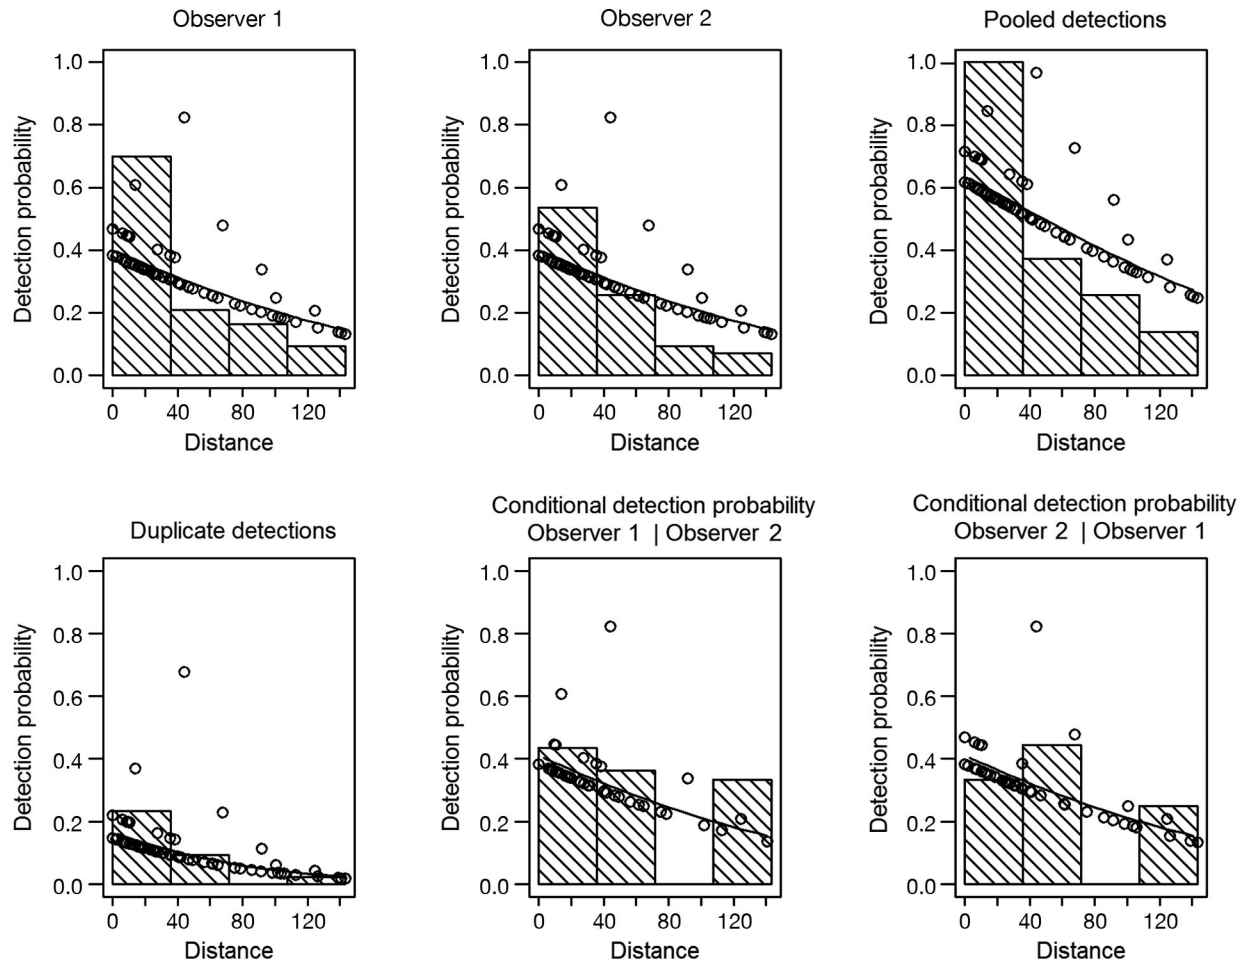 Observer 1
Observer 2
Pooled detections
Detection probability
1.0
0.8
0.6
0.4
0.2
0.0
0 40 80 120
Distance
Detection probability
1.0
0.8
0.6
0.4
0.2
0.0
0 40 80 120
Distance
Detection probability
1.0
0.8
0.6
0.4
0.2
0.0
0 40 80 120
Distance
Duplicate detections
Conditional detection probability
Observer 1 | Observer 2
Conditional detection probability
Observer 2 | Observer 1
Detection probability
1.0
0.8
0.6
0.4
0.2
0.0
0 40 80 120
Distance
Detection probability
1.0
0.8
0.6
0.4
0.2
0.0
0 40 80 120
Distance
Detection probability
1.0
0.8
0.6
0.4
0.2
0.0
0 40 80 120
Distance